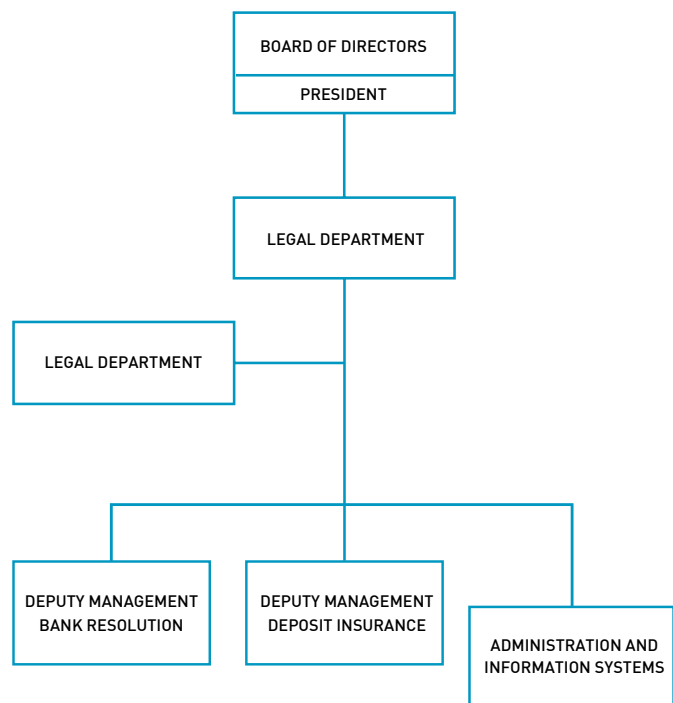 BOARD OF DIRECTORS
PRESIDENT
LEGAL DEPARTMENT
LEGAL DEPARTMENT
DEPUTY MANAGEMENT
BANK RESOLUTION
DEPUTY MANAGEMENT
DEPOSIT INSURANCE
ADMINISTRATION AND
INFORMATION SYSTEMS